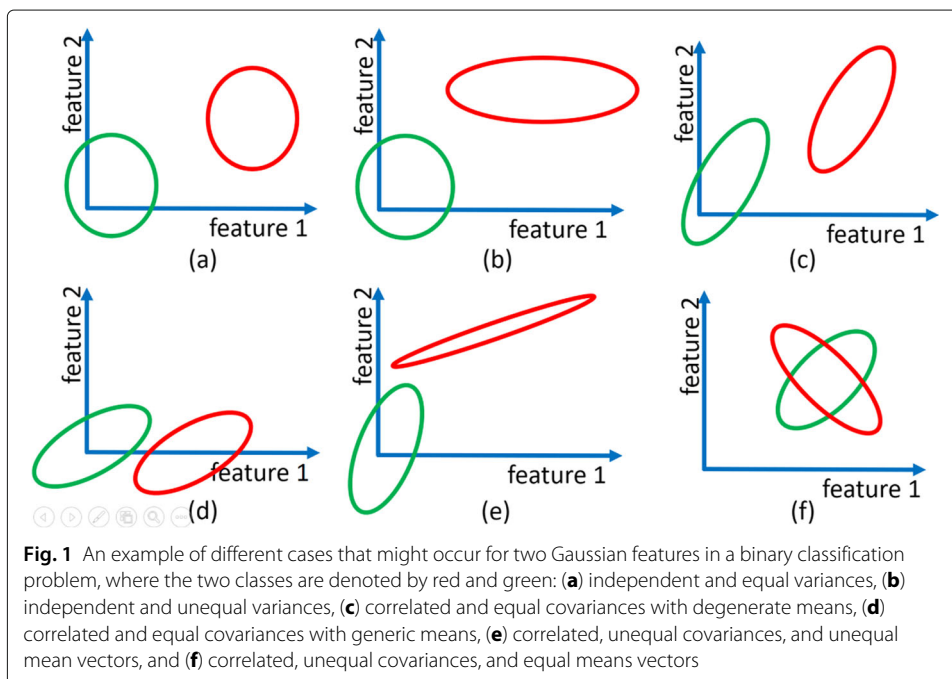 feature 2
feature 1
(a)
feature 2
feature 1
(b)
feature 2
feature 1
(c)
feature 2
feature 1
(d)
feature 2
feature 1
(e)
feature 2
feature 1
(f)
Fig. 1 An example of different cases that might occur for two Gaussian features in a binary classification
problem, where the two classes are denoted by red and green: (a) independent and equal variances, (b)
independent and unequal variances, (c) correlated and equal covariances with degenerate means, (d)
correlated and equal covariances with generic means, (e) correlated, unequal covariances, and unequal
mean vectors, and (f) correlated, unequal covariances, and equal means vectors